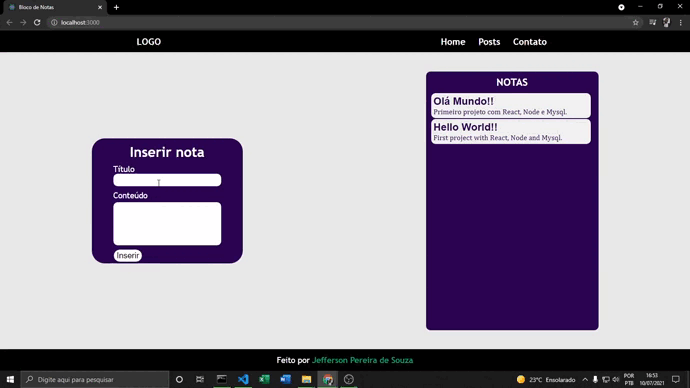 Bloco de Notas
localhost:3000
LOGO
Home Posts Contato
Inserir nota
Título
Conteúdo
Inserir
NOTAS
Olá Mundo!!
Primeiro projeto com React, Node e Mysql.
Hello World!!
First project with React, Node and Mysql.
Feito por Jefferson Pereira de Souza
Digite aqui para pesquisar
23°C Ensolarado
POR
PTB
16:53
10/07/2021